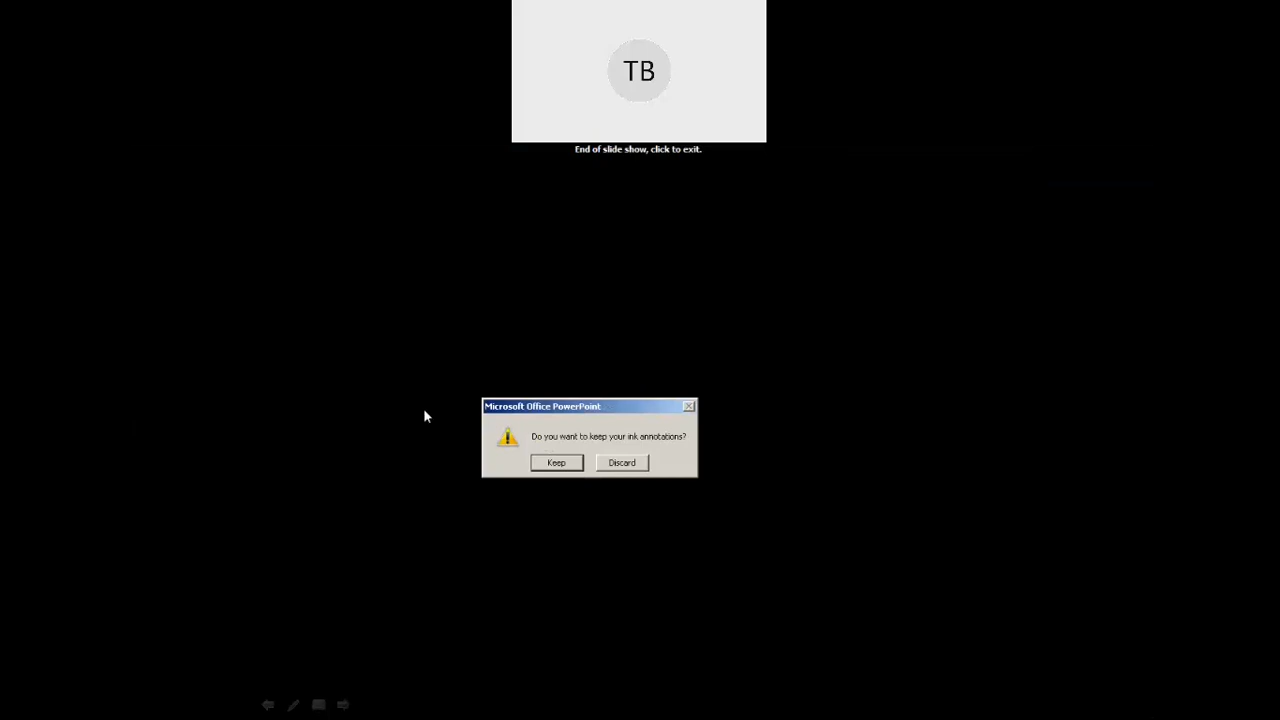 TB
End of slide show, click to exit.
Microsoft Office PowerPoint
Do you want to keep your ink annotations?
Keep Discard